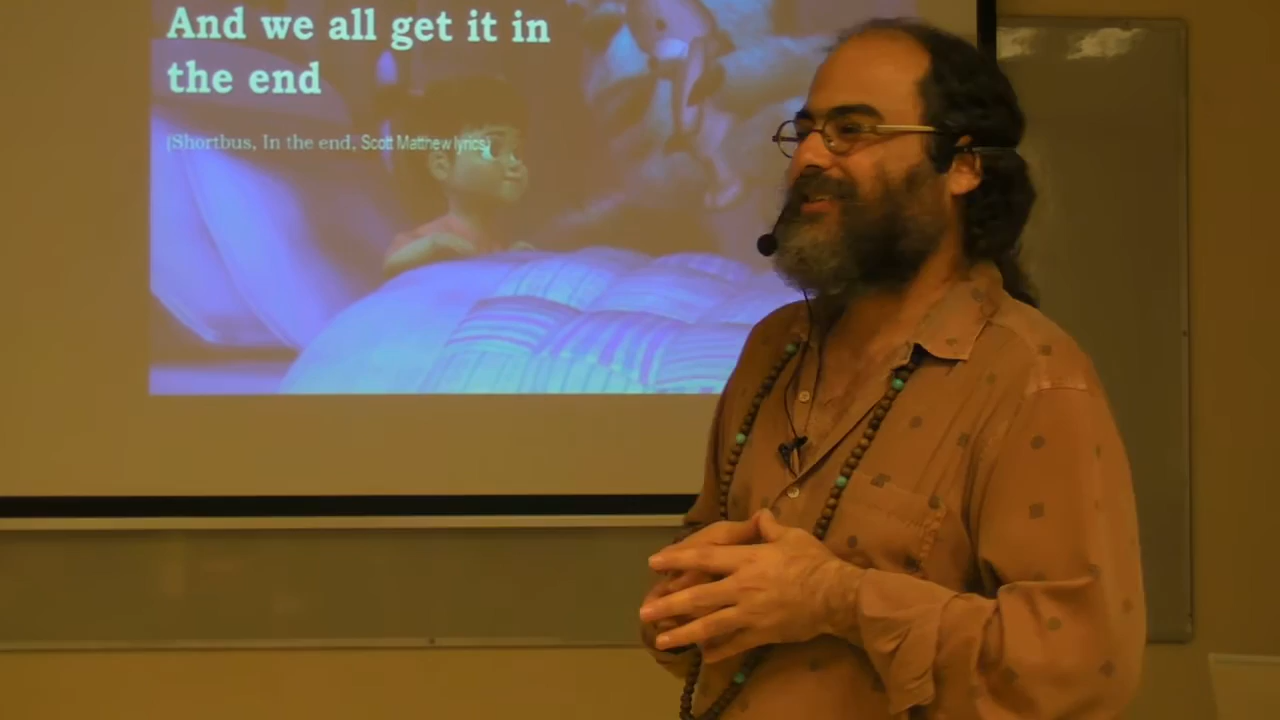 And we all get it in
the end
(Shortbus, In the end, Scott Matthew lyrics)